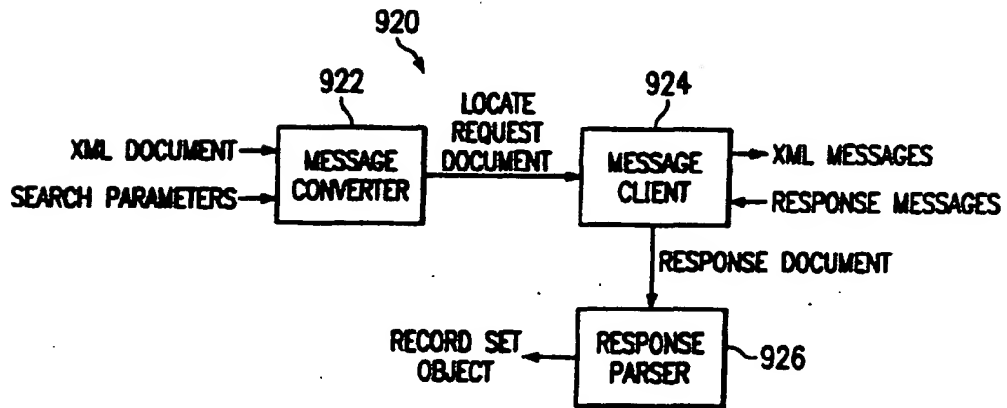 920
922
924
XML DOCUMENT
SEARCH PARAMETERS
MESSAGE
CONVERTER
LOCATE
REQUEST
DOCUMENT
MESSAGE
CLIENT
XML MESSAGES
RESPONSE MESSAGES
RESPONSE DOCUMENT
RECORD SET
OBJECT
RESPONSE
PARSER
926